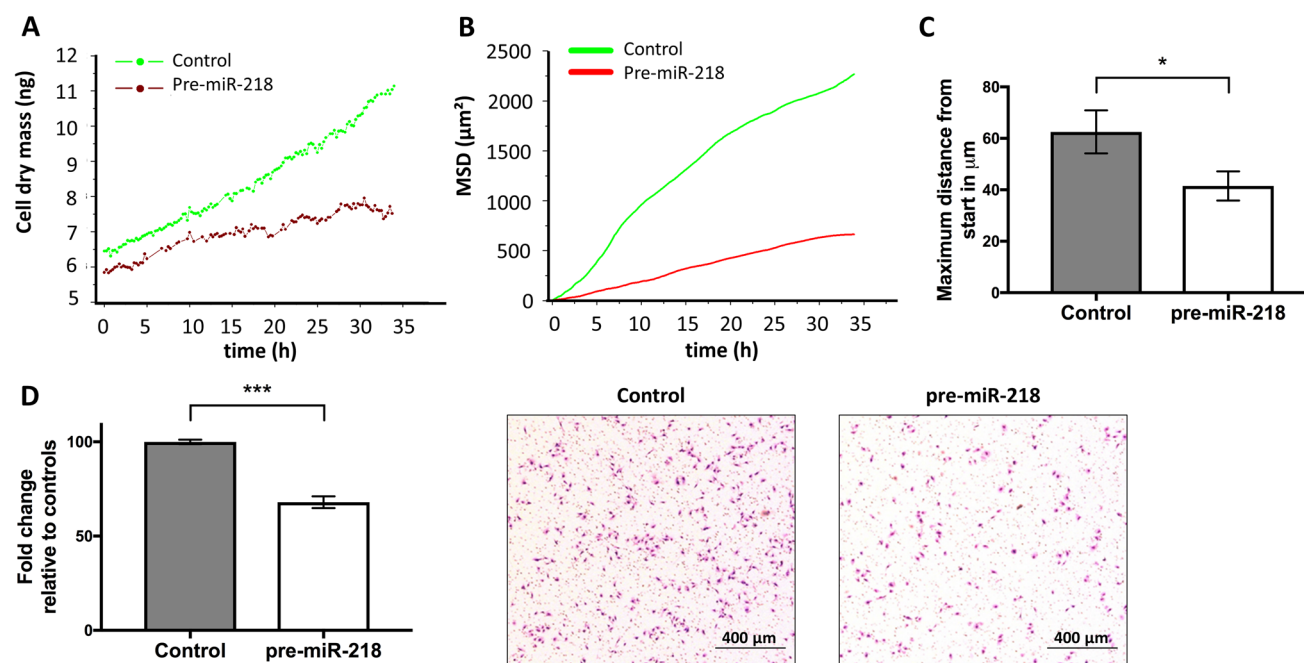 A
Cell dry mass (ng)
12
11
10
9
8
7
6
5
Control
Pre-miR-218
0 5 10 15 20 25 30 35
time (h)
B
MSD (µm²)
2500
2000
1500
1000
500
0
Control
Pre-miR-218
0 5 10 15 20 25 30 35
time (h)
C
Maximum distance from
start in µm
80
60
40
20
0
*
Control pre-miR-218
D
Fold change
relative to controls
100
50
0
***
Control pre-miR-218
Control
400 µm
pre-miR-218
400 µm